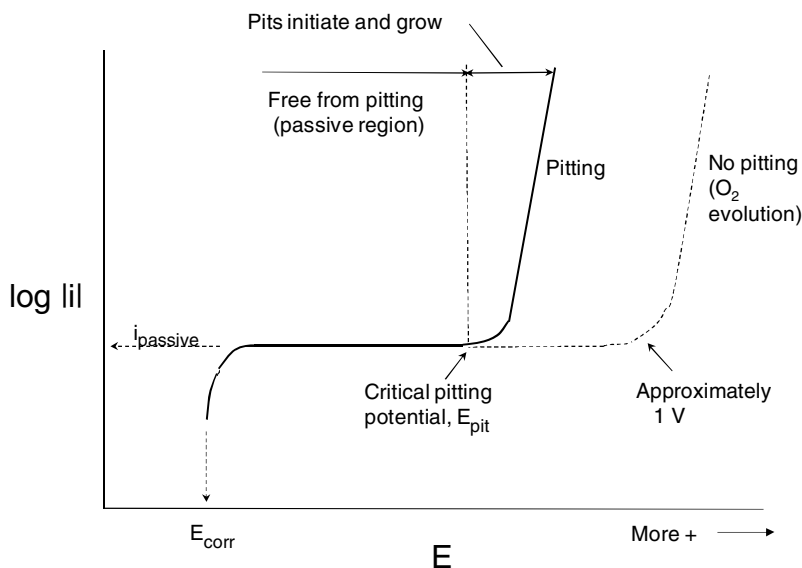 Pits initiate and grow
Free from pitting
(passive region)
Pitting
No pitting
(O2
evolution)
log |i|
ipassive
Critical pitting
potential, Epit
Approximately
1 V
Ecorr
E
More +